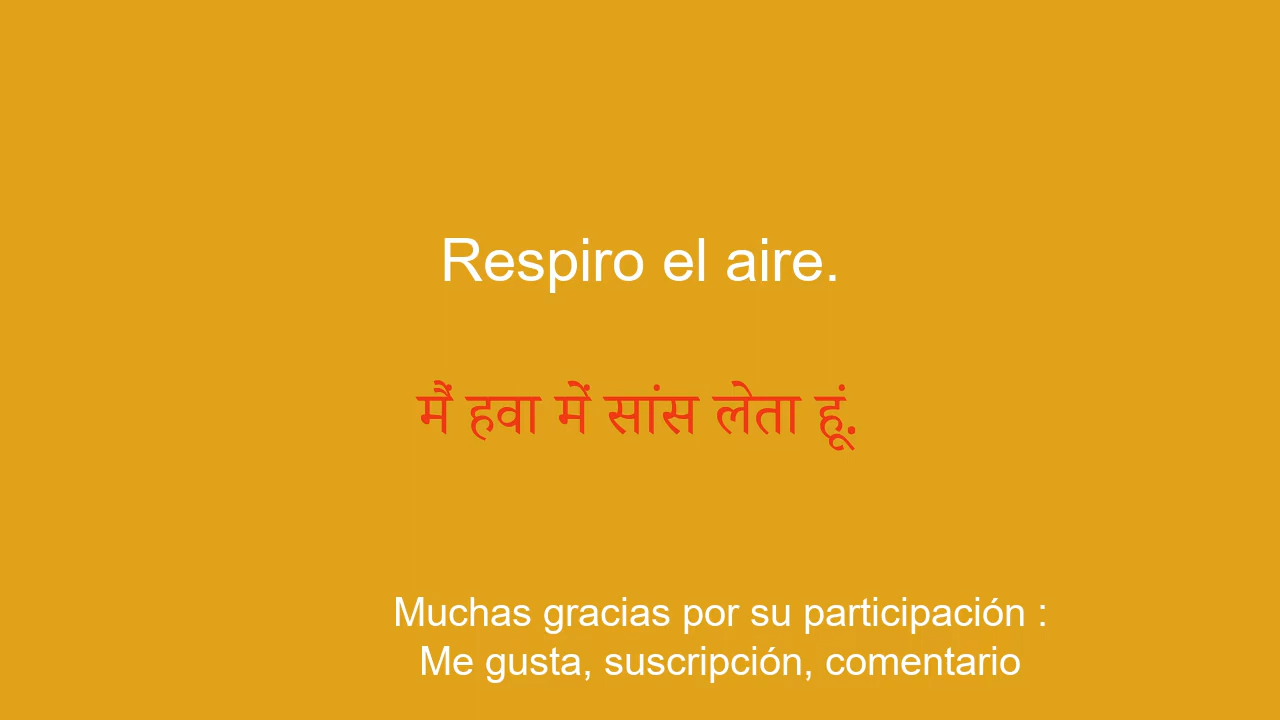 Respiro el aire.
मैं हवा में सांस लेता हूं.
Muchas gracias por su participación :
Me gusta, suscripción, comentario